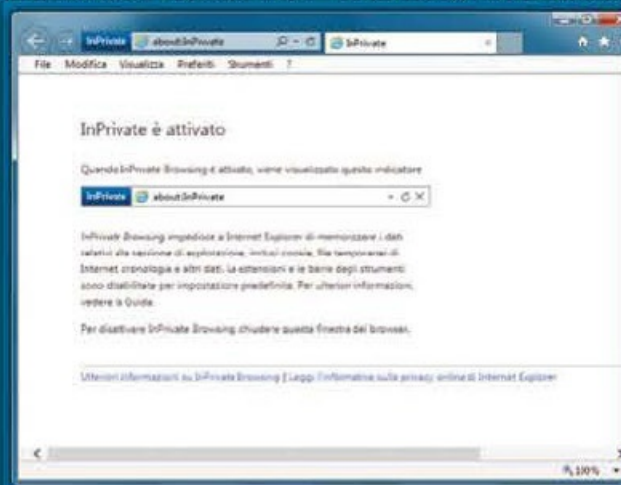 InPrivate about:InPrivate InPrivate
File Modifica Visualizza Preferiti Strumenti ?
InPrivate è attivato
Quando InPrivate Browsing è attivato, viene visualizzato questo indicatore
InPrivate about:InPrivate
InPrivate Browsing impedisce a Internet Explorer di memorizzare i dati
relativi alla sessione di esplorazione, inclusi cookie, file temporanei di
Internet cronologia e altri dati. Le estensioni e le barre degli strumenti
sono disabilitate per impostazione predefinita. Per ulteriori informazioni,
vedere la Guida.
Per disattivare InPrivate Browsing chiudere questa finestra del browser.
Ulteriori informazioni su InPrivate Browsing | Leggi l'informativa sulla privacy online di Internet Explorer
100%